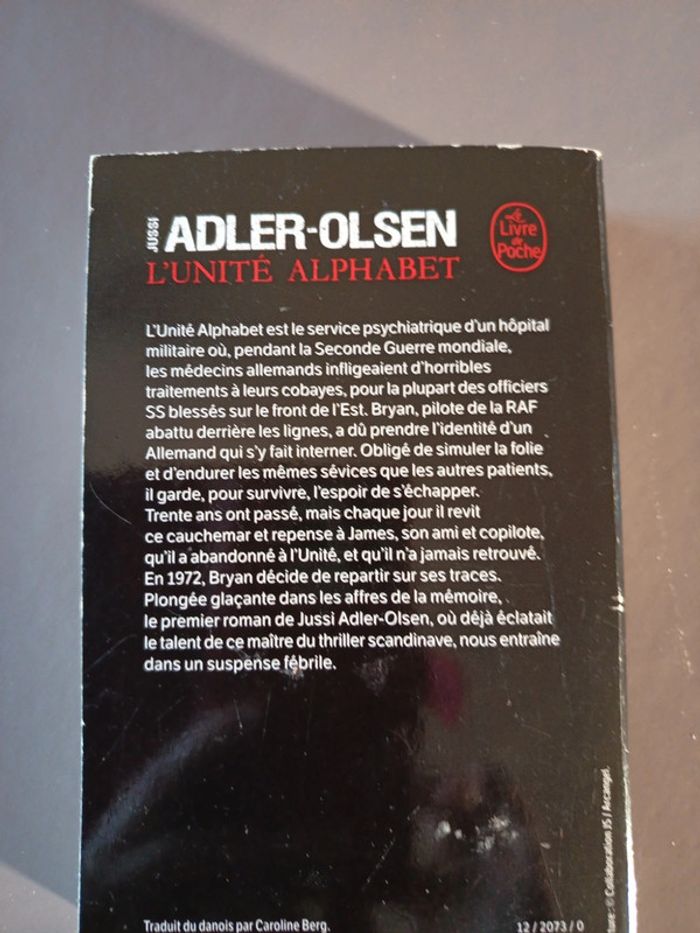 JUSSI
ADLER-OLSEN
L'UNITÉ ALPHABET
Le
Livre
de
Poche
L'Unité Alphabet est le service psychiatrique d'un hôpital
militaire où, pendant la Seconde Guerre mondiale,
les médecins allemands infligeaient d'horribles
traitements à leurs cobayes, pour la plupart des officiers
SS blessés sur le front de l'Est. Bryan, pilote de la RAF
abattu derrière les lignes, a dû prendre l'identité d'un
Allemand qui s'y fait interner. Obligé de simuler la folie
et d'endurer les mêmes sévices que les autres patients,
il garde, pour survivre, l'espoir de s'échapper.
Trente ans ont passé, mais chaque jour il revit
ce cauchemar et repense à James, son ami et copilote,
qu'il a abandonné à l'Unité, et qu'il n'a jamais retrouvé.
En 1972, Bryan décide de repartir sur ses traces.
Plongée glaçante dans les affres de la mémoire,
le premier roman de Jussi Adler-Olsen, où déjà éclatait
le talent de ce maître du thriller scandinave, nous entraîne
dans un suspense fébrile.
Traduit du danois par Caroline Berg.
12 / 2073 / 0
ture : © Collaboration JS / Arcangel.